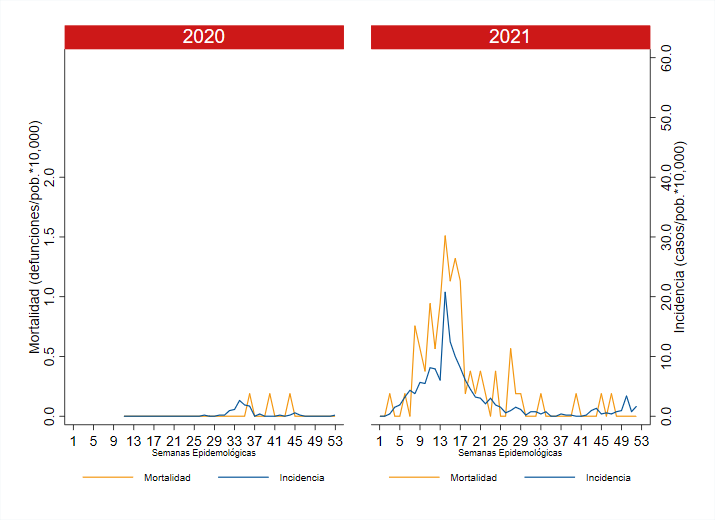 2020
2021
Mortalidad (defunciones/pob.*10,000)
2.0
1.5
1.0
0.5
0.0
60.0
50.0
40.0
30.0
20.0
10.0
0.0
Incidencia (casos/pob.*10,000)
1 5 9 13 17 21 25 29 33 37 41 45 49 53
1 5 9 13 17 21 25 29 33 37 41 45 49 53
Semanas Epidemológicas
Semanas Epidemológicas
Mortalidad Incidencia
Mortalidad Incidencia